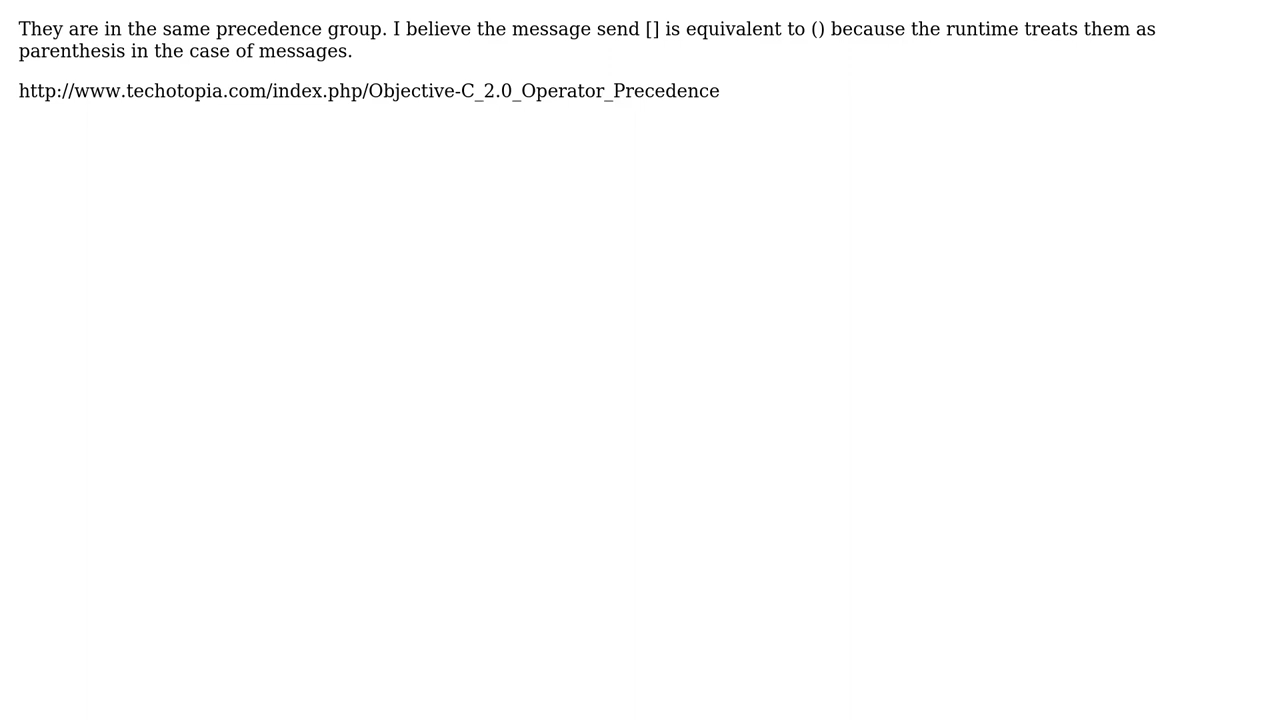 They are in the same precedence group. I believe the message send [] is equivalent to () because the runtime treats them as
parenthesis in the case of messages.
http://www.techotopia.com/index.php/Objective-C_2.0_Operator_Precedence